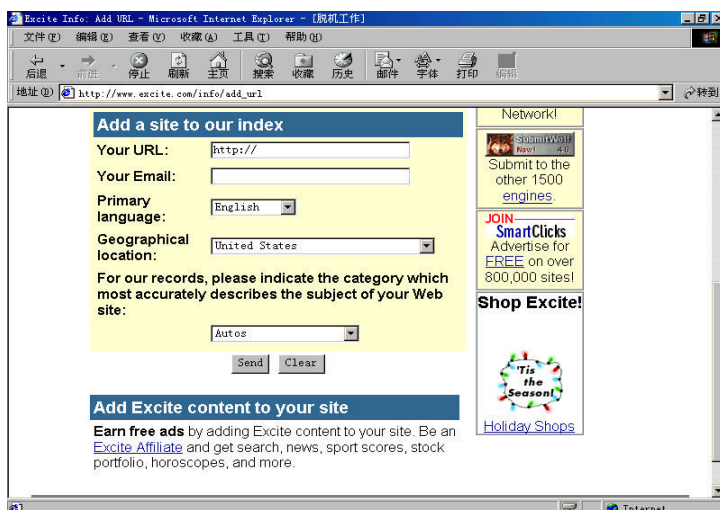 Excite Info: Add URL - Microsoft Internet Explorer - [脱机工作]
文件(F) 编辑(E) 查看(V) 收藏(A) 工具(T) 帮助(H)
后退 前进 停止 刷新 主页 搜索 收藏 历史 邮件 字体 打印 编辑
地址(D) http://www.excite.com/info/add_url 转到
Add a site to our index
Your URL: http://
Your Email:
Primary language: English
Geographical location: United States
For our records, please indicate the category which
most accurately describes the subject of your Web
site:
Autos
Send Clear
Add Excite content to your site
Earn free ads by adding Excite content to your site. Be an
Excite Affiliate and get search, news, sport scores, stock
portfolio, horoscopes, and more.
Network!
SubmitWolf
Now! 4.0
Submit to the
other 1500
engines.
JOIN
SmartClicks
Advertise for
FREE on over
800,000 sites!
Shop Excite!
'Tis
the
Season!
Holiday Shops
Internet